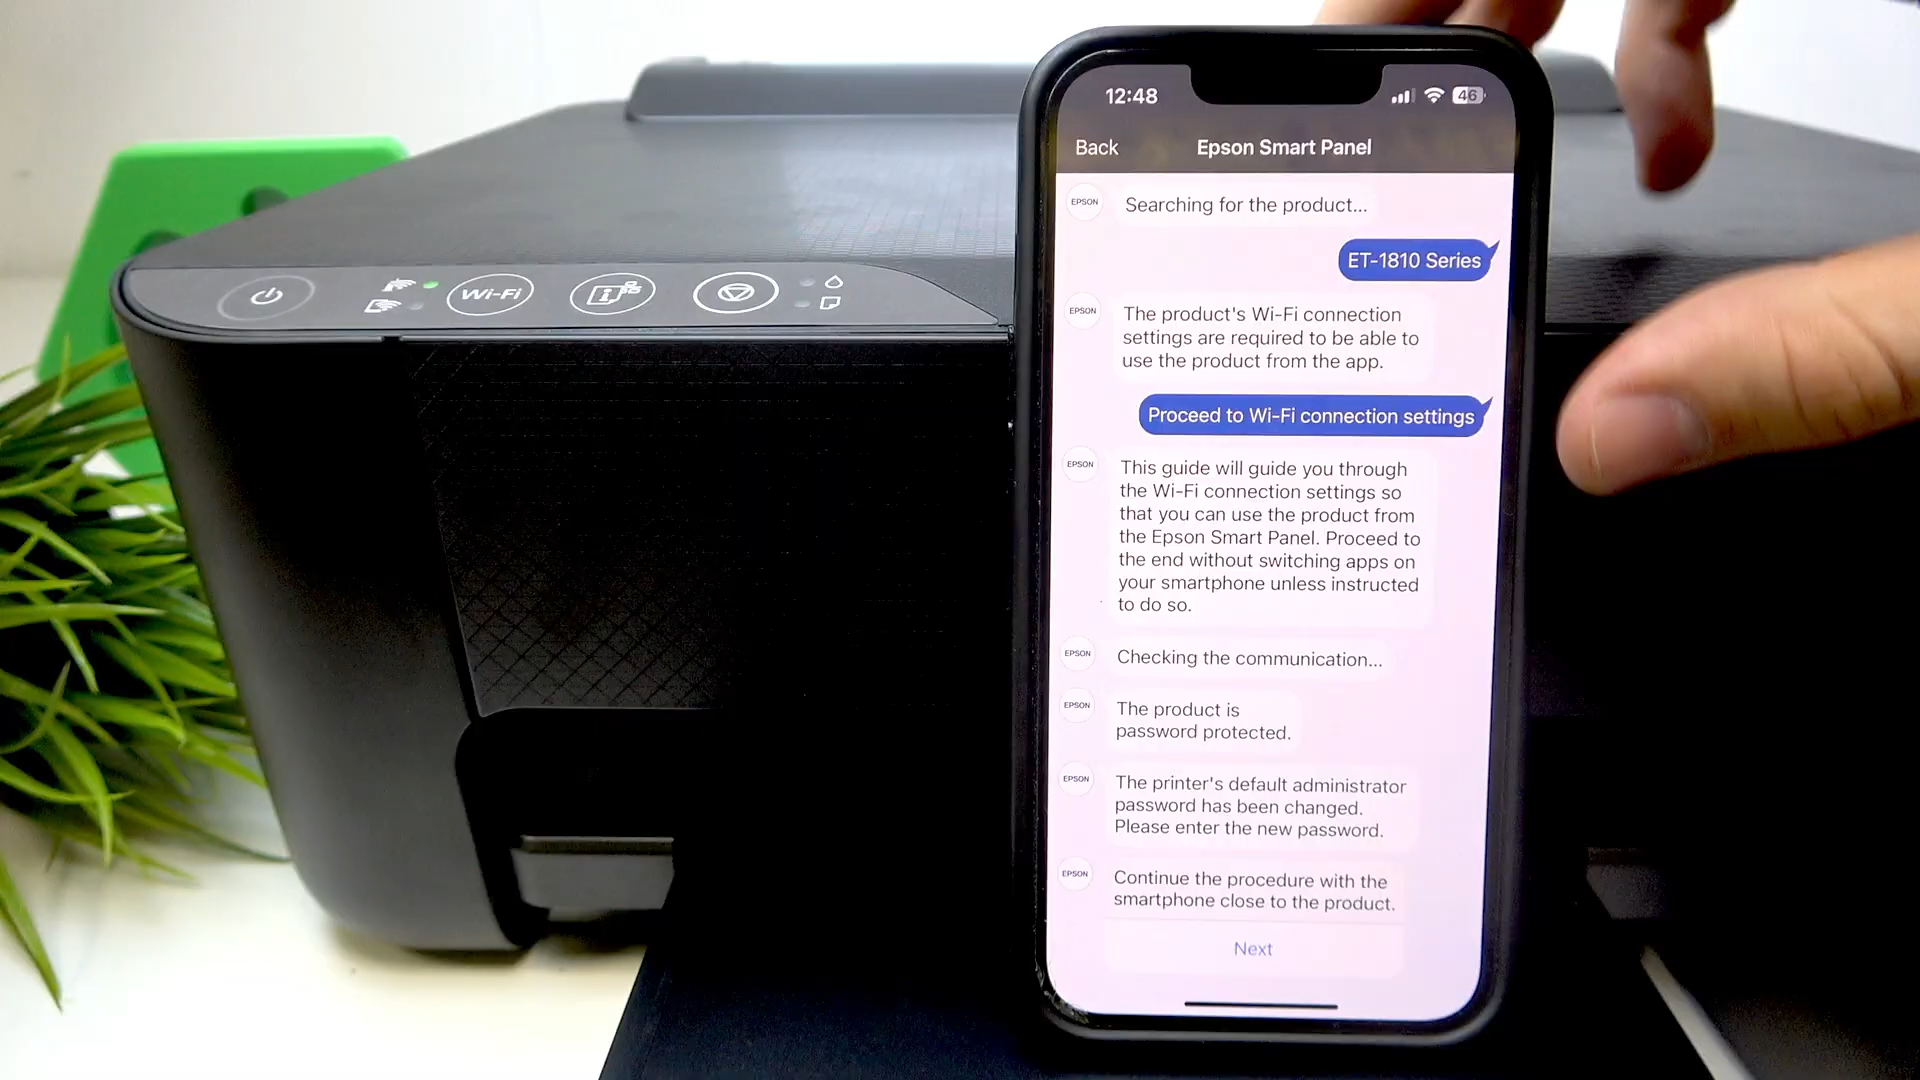 12:48
46
Back
Epson Smart Panel
EPSON
Searching for the product...
ET-1810 Series
EPSON
The product's Wi-Fi connection
settings are required to be able to
use the product from the app.
Proceed to Wi-Fi connection settings
EPSON
This guide will guide you through
the Wi-Fi connection settings so
that you can use the product from
the Epson Smart Panel. Proceed to
the end without switching apps on
your smartphone unless instructed
to do so.
EPSON
Checking the communication...
EPSON
The product is
password protected.
EPSON
The printer's default administrator
password has been changed.
Please enter the new password.
EPSON
Continue the procedure with the
smartphone close to the product.
Next
Wi-Fi